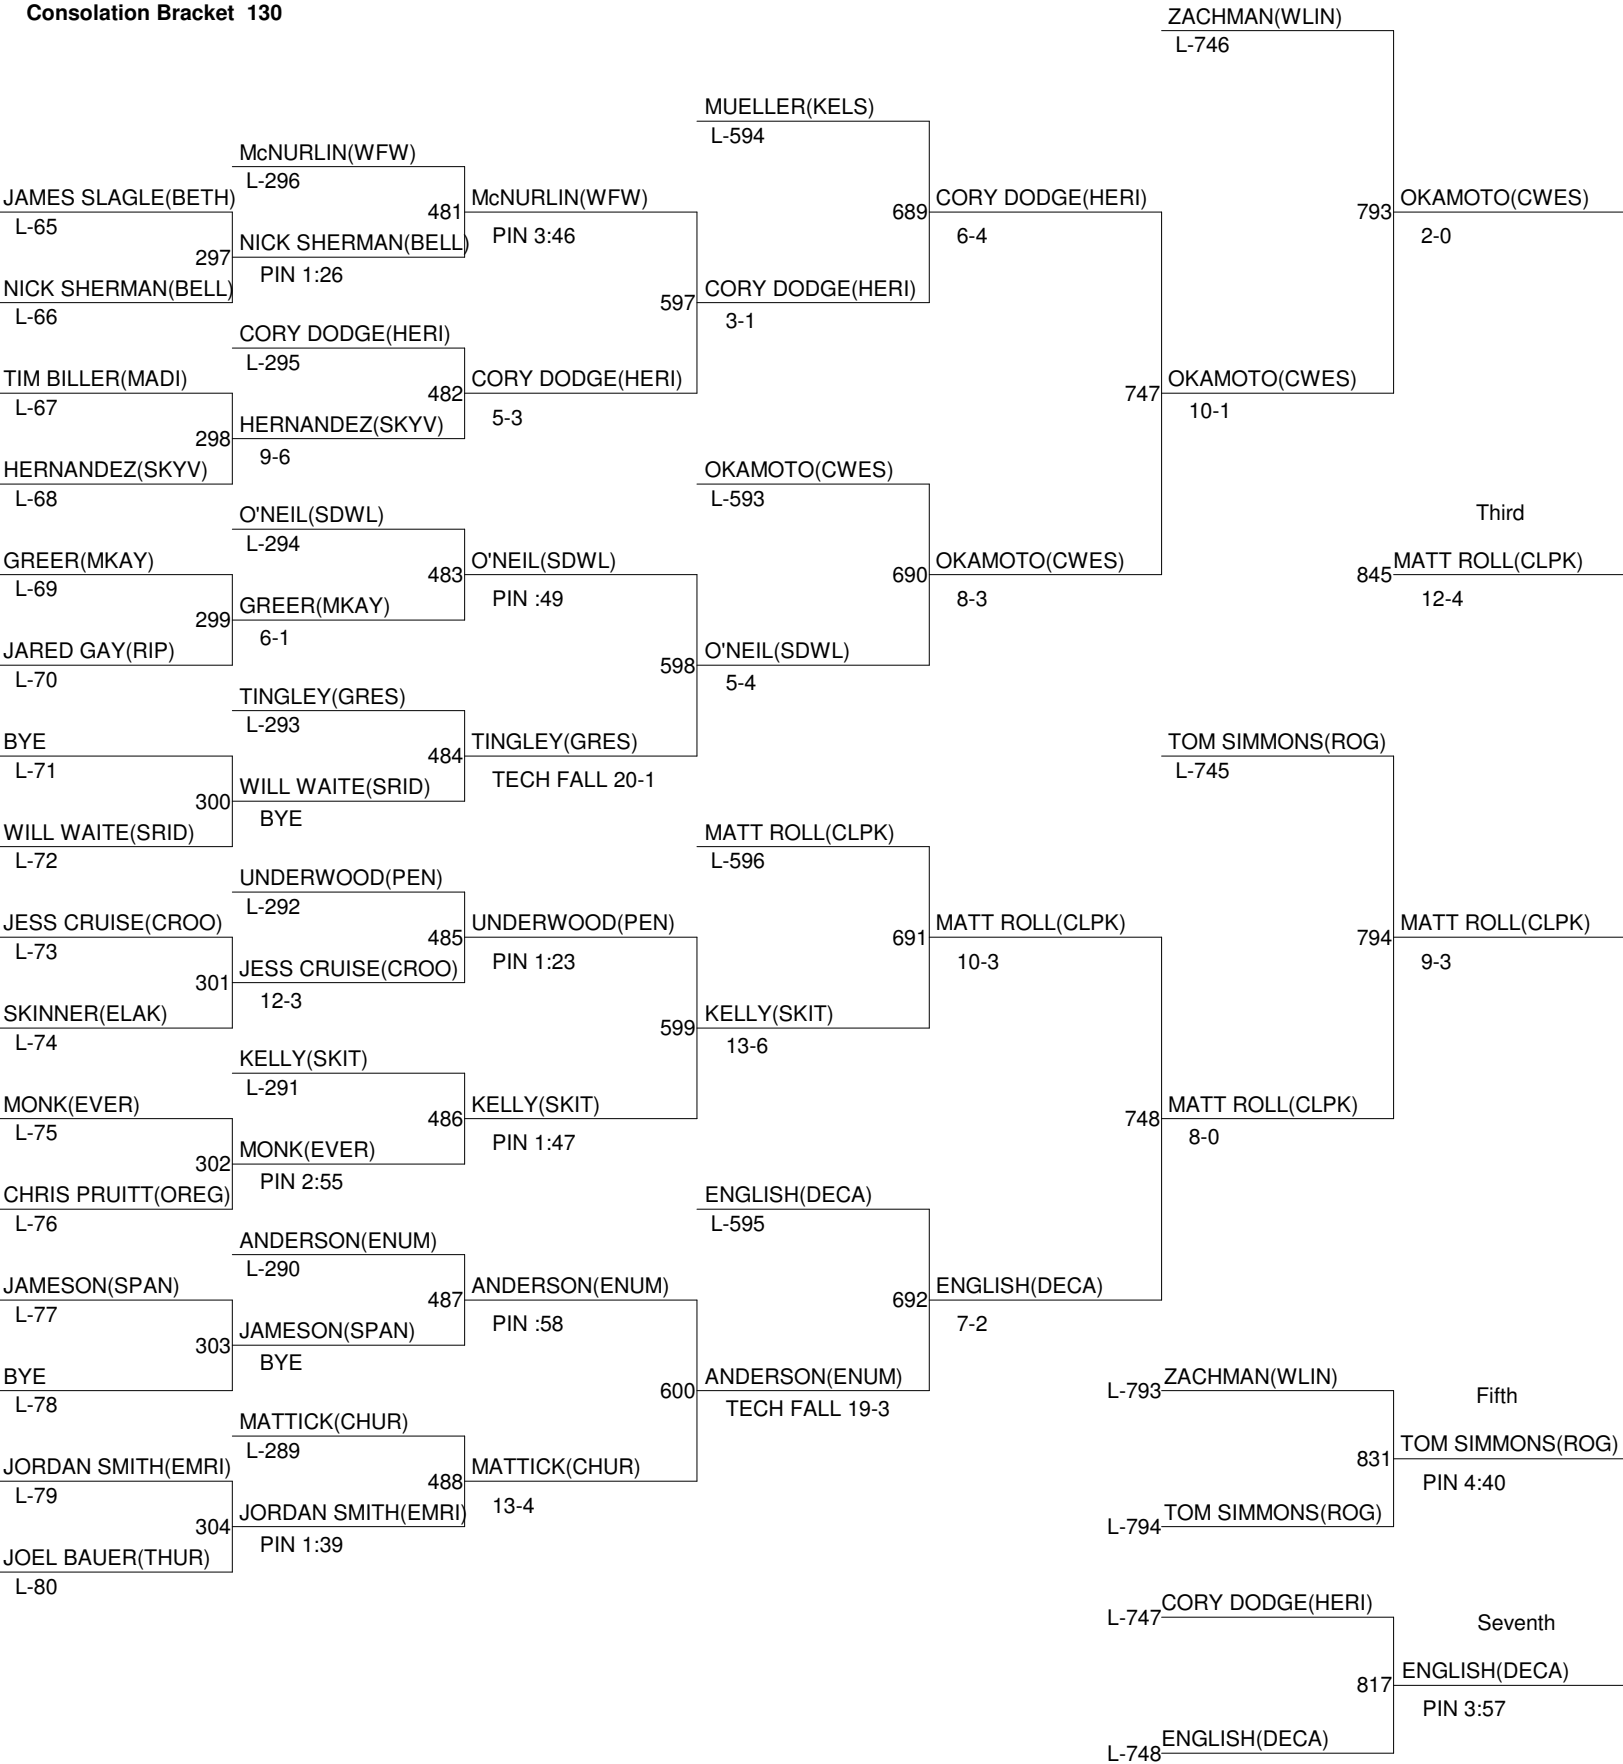 Consolation Bracket 130
JAMES SLAGLE(BETH)
L-65
NICK SHERMAN(BELL)
L-66
TIM BILLER(MADI)
L-67
HERNANDEZ(SKYV)
L-68
GREER(MKAY)
L-69
JARED GAY(RIP)
L-70
BYE
L-71
WILL WAITE(SRID)
L-72
JESS CRUISE(CROO)
L-73
SKINNER(ELAK)
L-74
MONK(EVER)
L-75
CHRIS PRUITT(OREG)
L-76
JAMESON(SPAN)
L-77
BYE
L-78
JORDAN SMITH(EMRI)
L-79
JOEL BAUER(THUR)
L-80
McNURLIN(WFW)
L-296
297
NICK SHERMAN(BELL)
PIN 1:26
CORY DODGE(HERI)
L-295
298
HERNANDEZ(SKYV)
9-6
O'NEIL(SDWL)
L-294
299
GREER(MKAY)
6-1
TINGLEY(GRES)
L-293
300
WILL WAITE(SRID)
BYE
UNDERWOOD(PEN)
L-292
301
JESS CRUISE(CROO)
12-3
KELLY(SKIT)
L-291
302
MONK(EVER)
PIN 2:55
ANDERSON(ENUM)
L-290
303
JAMESON(SPAN)
BYE
MATTICK(CHUR)
L-289
304
JORDAN SMITH(EMRI)
PIN 1:39
481
McNURLIN(WFW)
PIN 3:46
482
CORY DODGE(HERI)
5-3
483
O'NEIL(SDWL)
PIN :49
484
TINGLEY(GRES)
TECH FALL 20-1
485
UNDERWOOD(PEN)
PIN 1:23
486
KELLY(SKIT)
PIN 1:47
487
ANDERSON(ENUM)
PIN :58
488
MATTICK(CHUR)
13-4
MUELLER(KELS)
L-594
597
CORY DODGE(HERI)
3-1
OKAMOTO(CWES)
L-593
598
O'NEIL(SDWL)
5-4
MATT ROLL(CLPK)
L-596
599
KELLY(SKIT)
13-6
ENGLISH(DECA)
L-595
600
ANDERSON(ENUM)
TECH FALL 19-3
689
CORY DODGE(HERI)
6-4
690
OKAMOTO(CWES)
8-3
691
MATT ROLL(CLPK)
10-3
692
ENGLISH(DECA)
7-2
ZACHMAN(WLIN)
L-746
747
OKAMOTO(CWES)
10-1
TOM SIMMONS(ROG)
L-745
748
MATT ROLL(CLPK)
8-0
793
OKAMOTO(CWES)
2-0
Third
845
MATT ROLL(CLPK)
12-4
794
MATT ROLL(CLPK)
9-3
L-793
ZACHMAN(WLIN)
Fifth
831
TOM SIMMONS(ROG)
PIN 4:40
L-794
TOM SIMMONS(ROG)
L-747
CORY DODGE(HERI)
Seventh
817
ENGLISH(DECA)
PIN 3:57
L-748
ENGLISH(DECA)